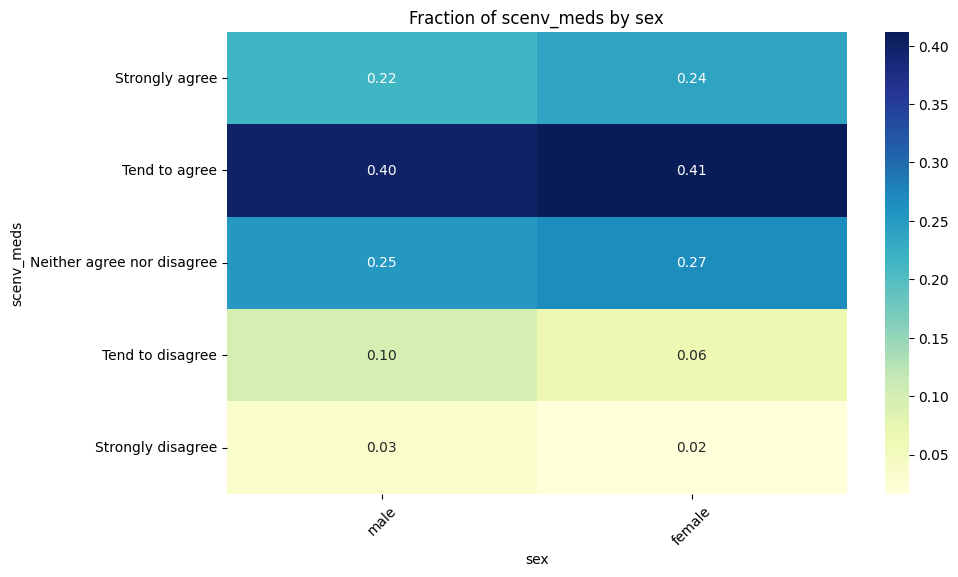 Fraction of scenv_meds by sex
Strongly agree
0.22
0.24
Tend to agree
0.40
0.41
Neither agree nor disagree
0.25
0.27
Tend to disagree
0.10
0.06
Strongly disagree
0.03
0.02
scenv_meds
male
female
sex
0.40
0.35
0.30
0.25
0.20
0.15
0.10
0.05